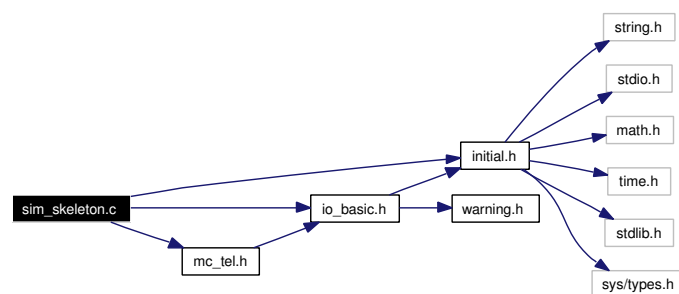 string.h
stdio.h
math.h
initial.h
time.h
sim_skeleton.c
io_basic.h
warning.h
stdlib.h
mc_tel.h
sys/types.h